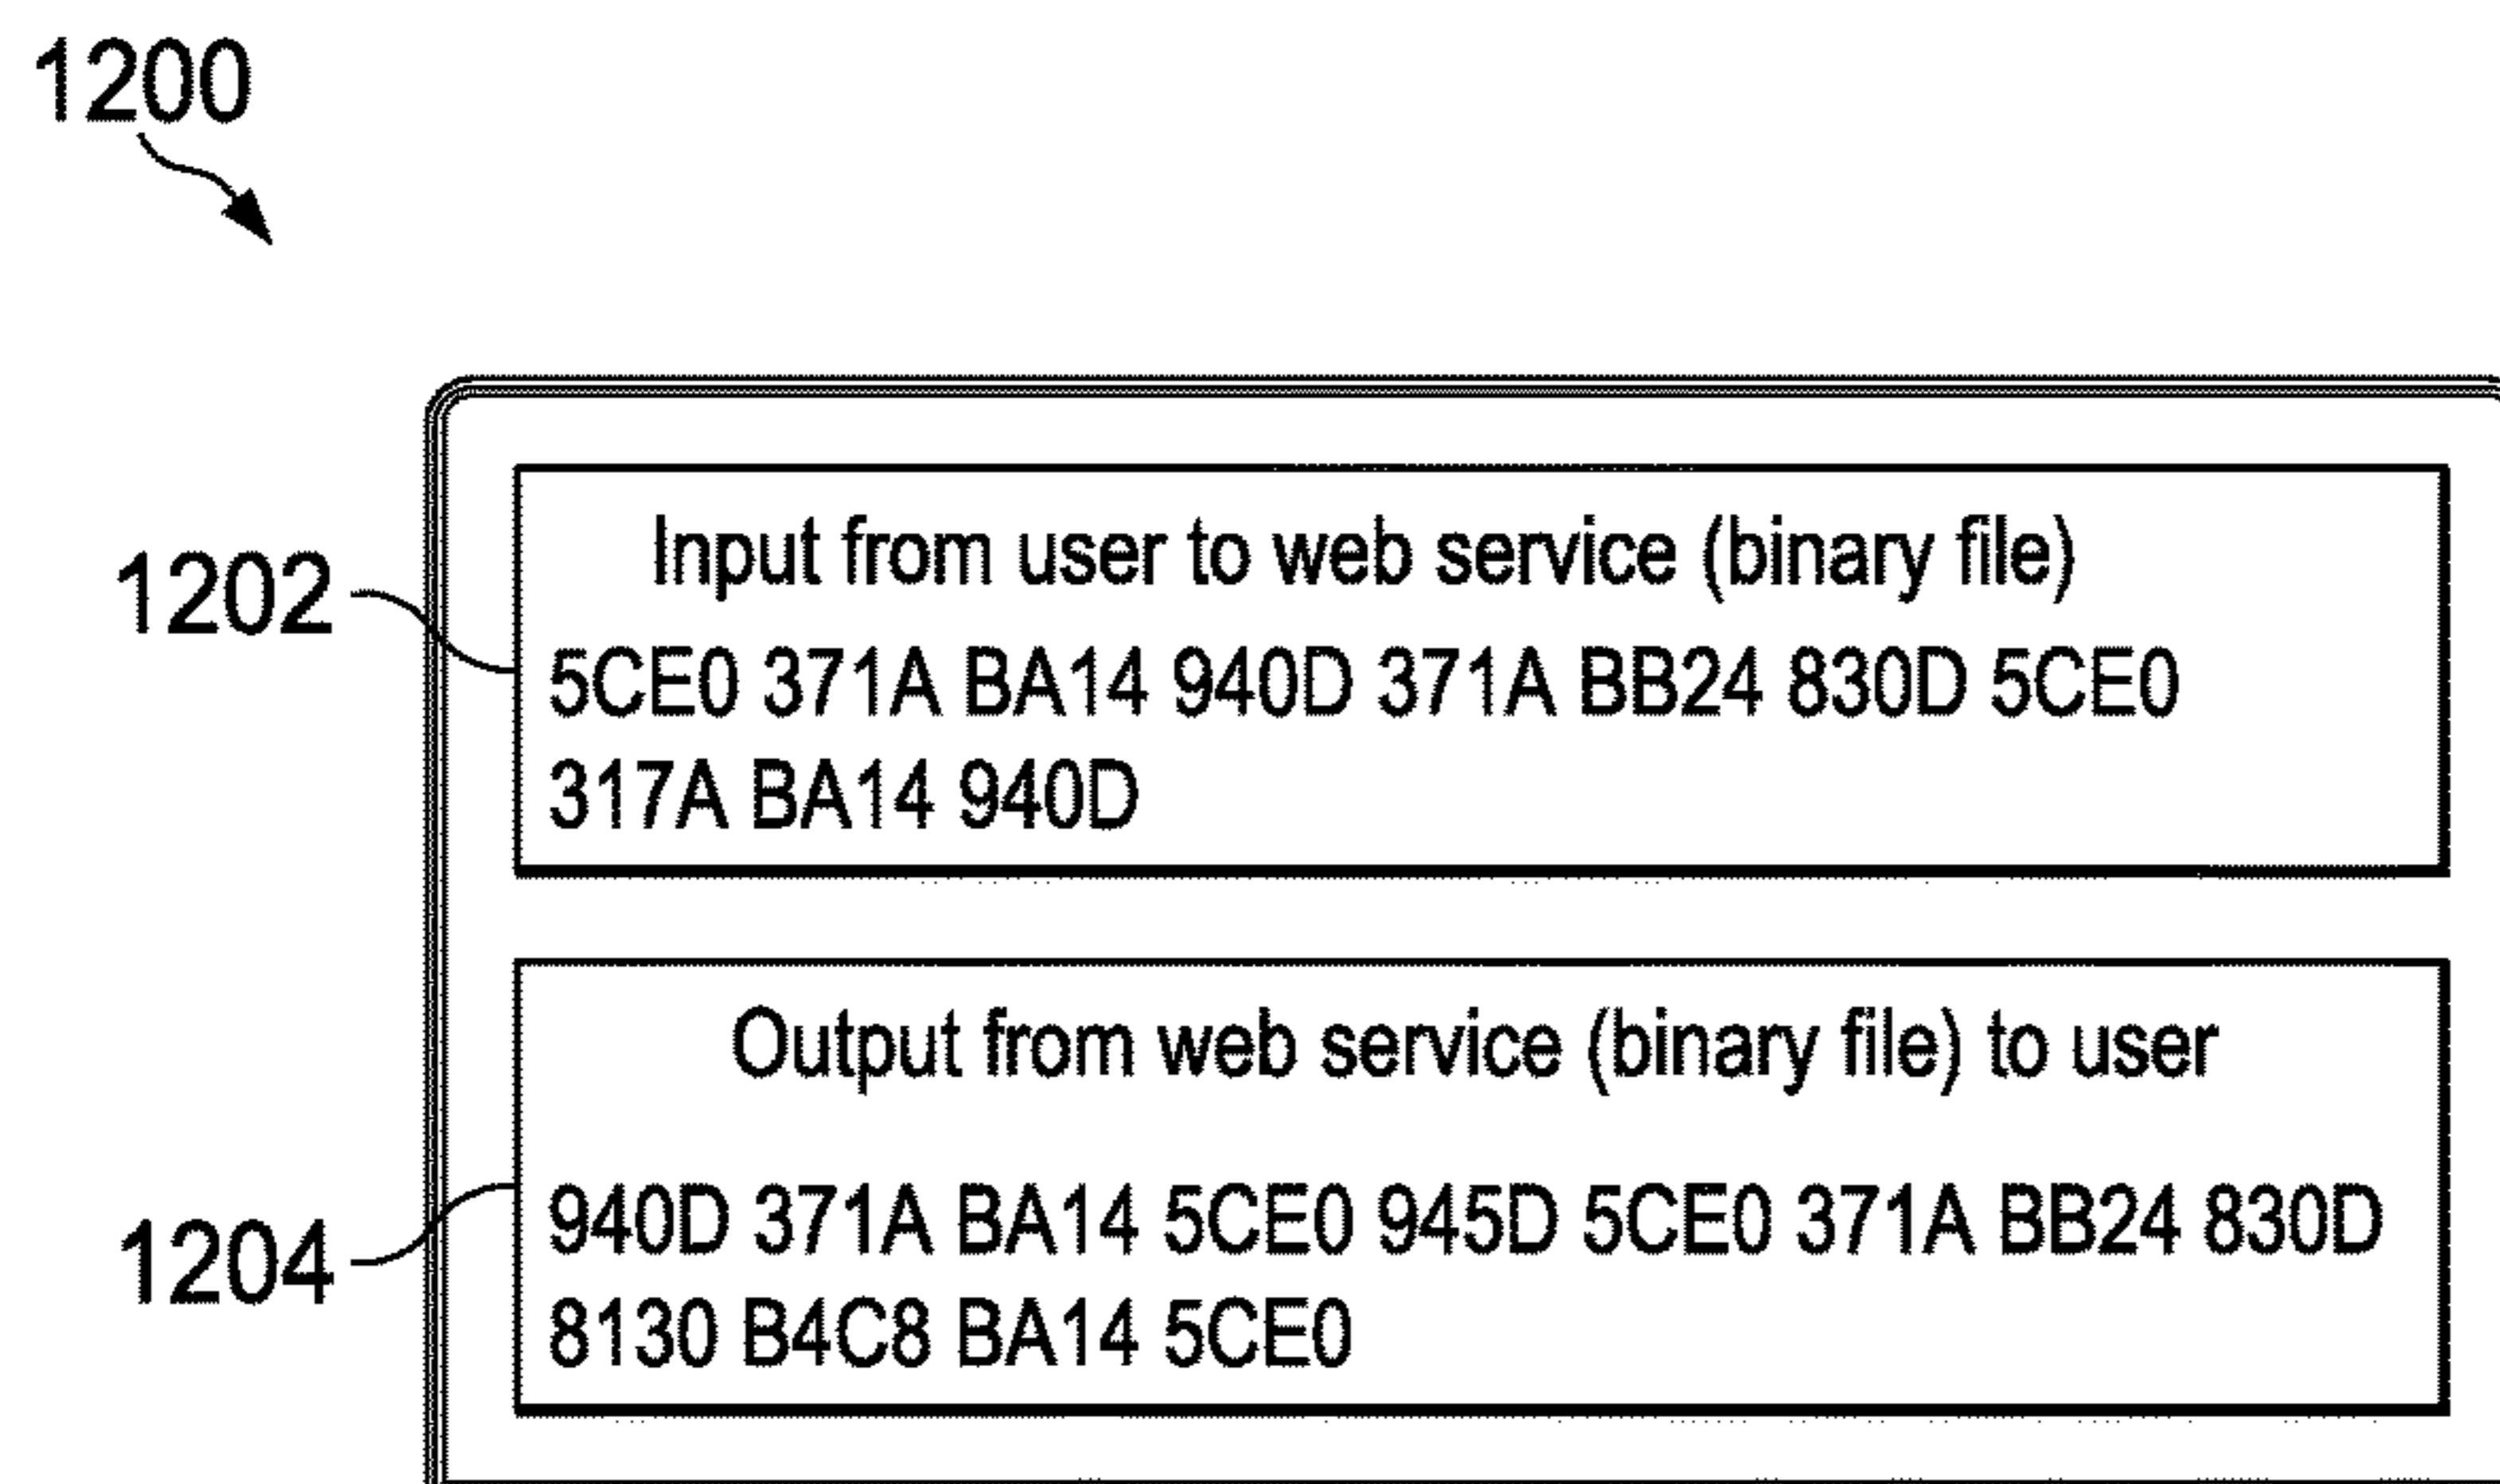 1200
1202
Input from user to web service (binary file)
5CE0 371A BA14 940D 371A BB24 830D 5CE0
317A BA14 940D
1204
Output from web service (binary file) to user
940D 371A BA14 5CE0 945D 5CE0 371A BB24 830D
8130 B4C8 BA14 5CE0